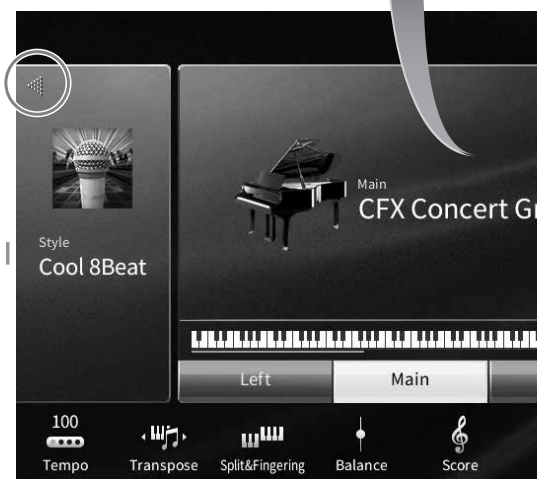 Style
Cool 8Beat
Main
CFX Concert Gr
Left
Main
100
Tempo
Transpose
Split&Fingering
Balance
Score